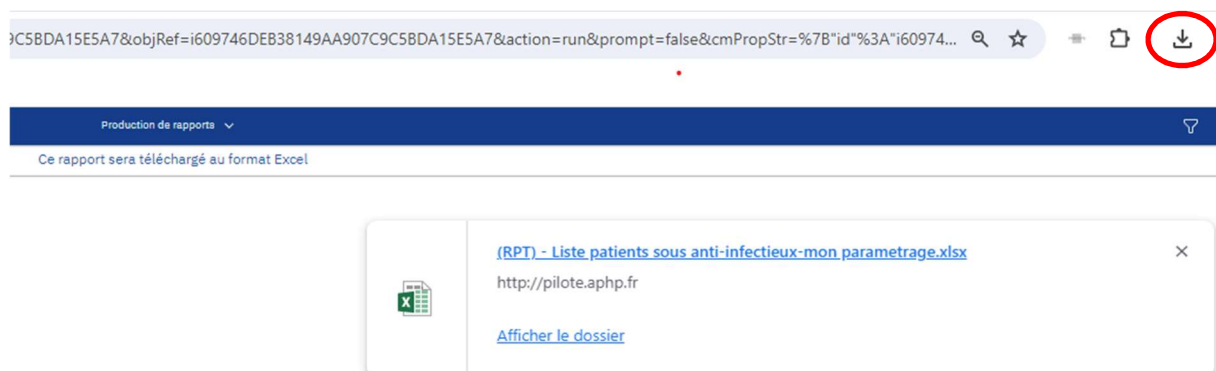 9C5BDA15E5A7&objRef=i609746DEB38149AA907C9C5BDA15E5A7&action=run&prompt=false&cmPropStr=%7B"id"%3A"i60974...
Production de rapports
Ce rapport sera téléchargé au format Excel
(RPT) - Liste patients sous anti-infectieux-mon parametrage.xlsx
http://pilote.aphp.fr
Afficher le dossier